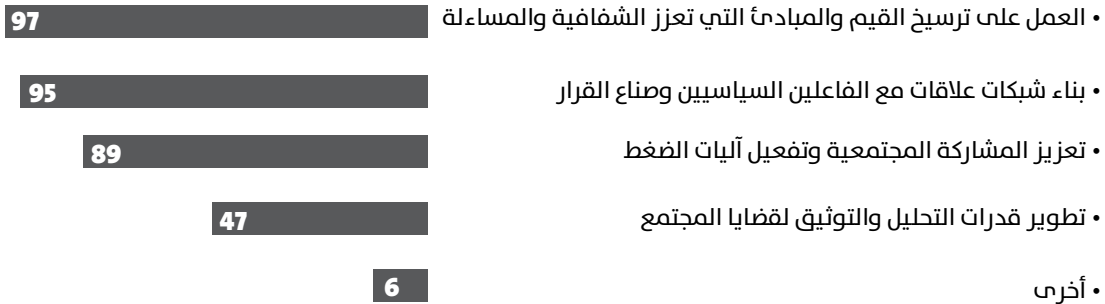 • العمل على ترسيخ القيم والمبادئ التي تعزز الشفافية والمساءلة 97
• بناء شبكات علاقات مع الفاعلين السياسيين وصناع القرار 95
• تعزيز المشاركة المجتمعية وتفعيل آليات الضغط 89
• تطوير قدرات التحليل والتوثيق لقضايا المجتمع 47
• أخرى 6